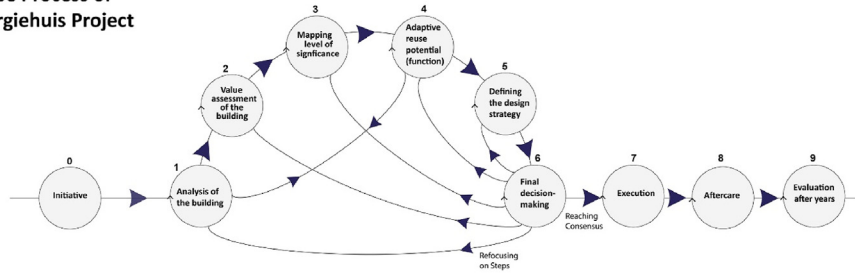 rgiehuis Project
0
Initiative
1
Analysis of
the building
2
Value
assessment
of the
building
3
Mapping
level of
signficance
4
Adaptive
reuse
potential
(function)
5
Defining
the design
strategy
6
Final
decision-
making
Reaching
Consensus
Refocusing
on Steps
7
Execution
8
Aftercare
9
Evaluation
after years